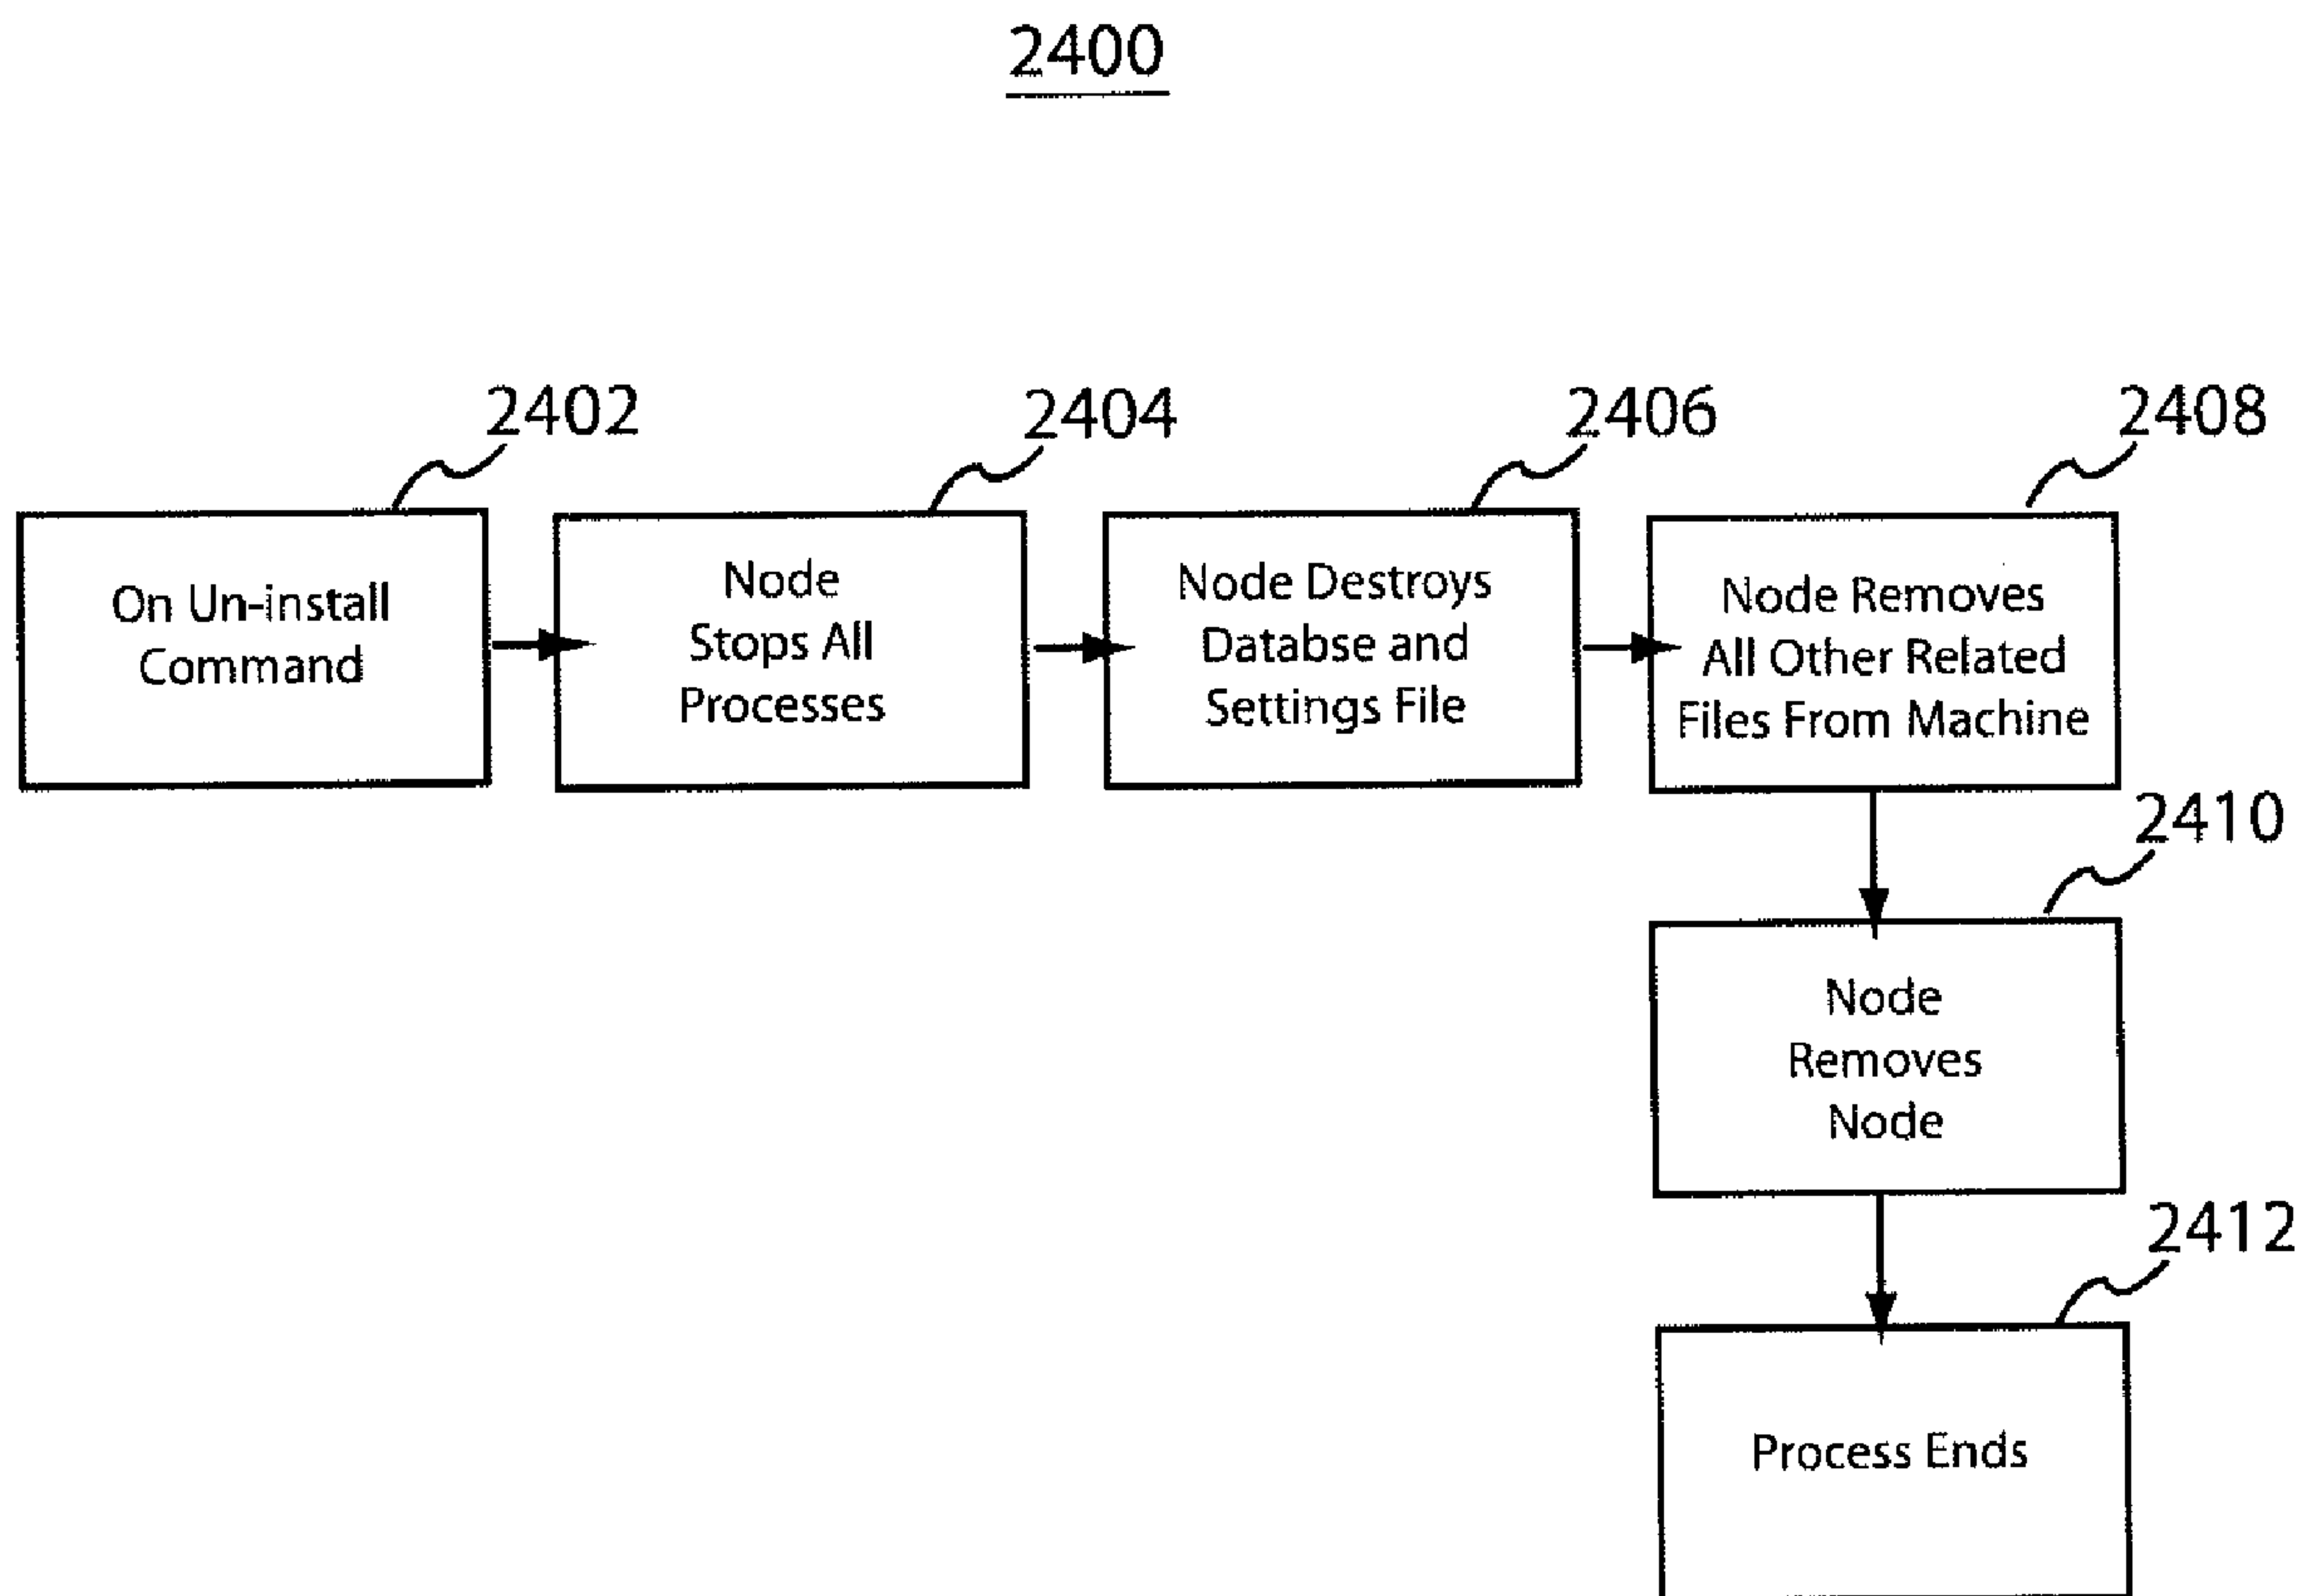 2400
2402
On Un-install
Command
2404
Node
Stops All
Processes
2406
Node Destroys
Databse and
Settings File
2408
Node Removes
All Other Related
Files From Machine
2410
Node
Removes
Node
2412
Process Ends